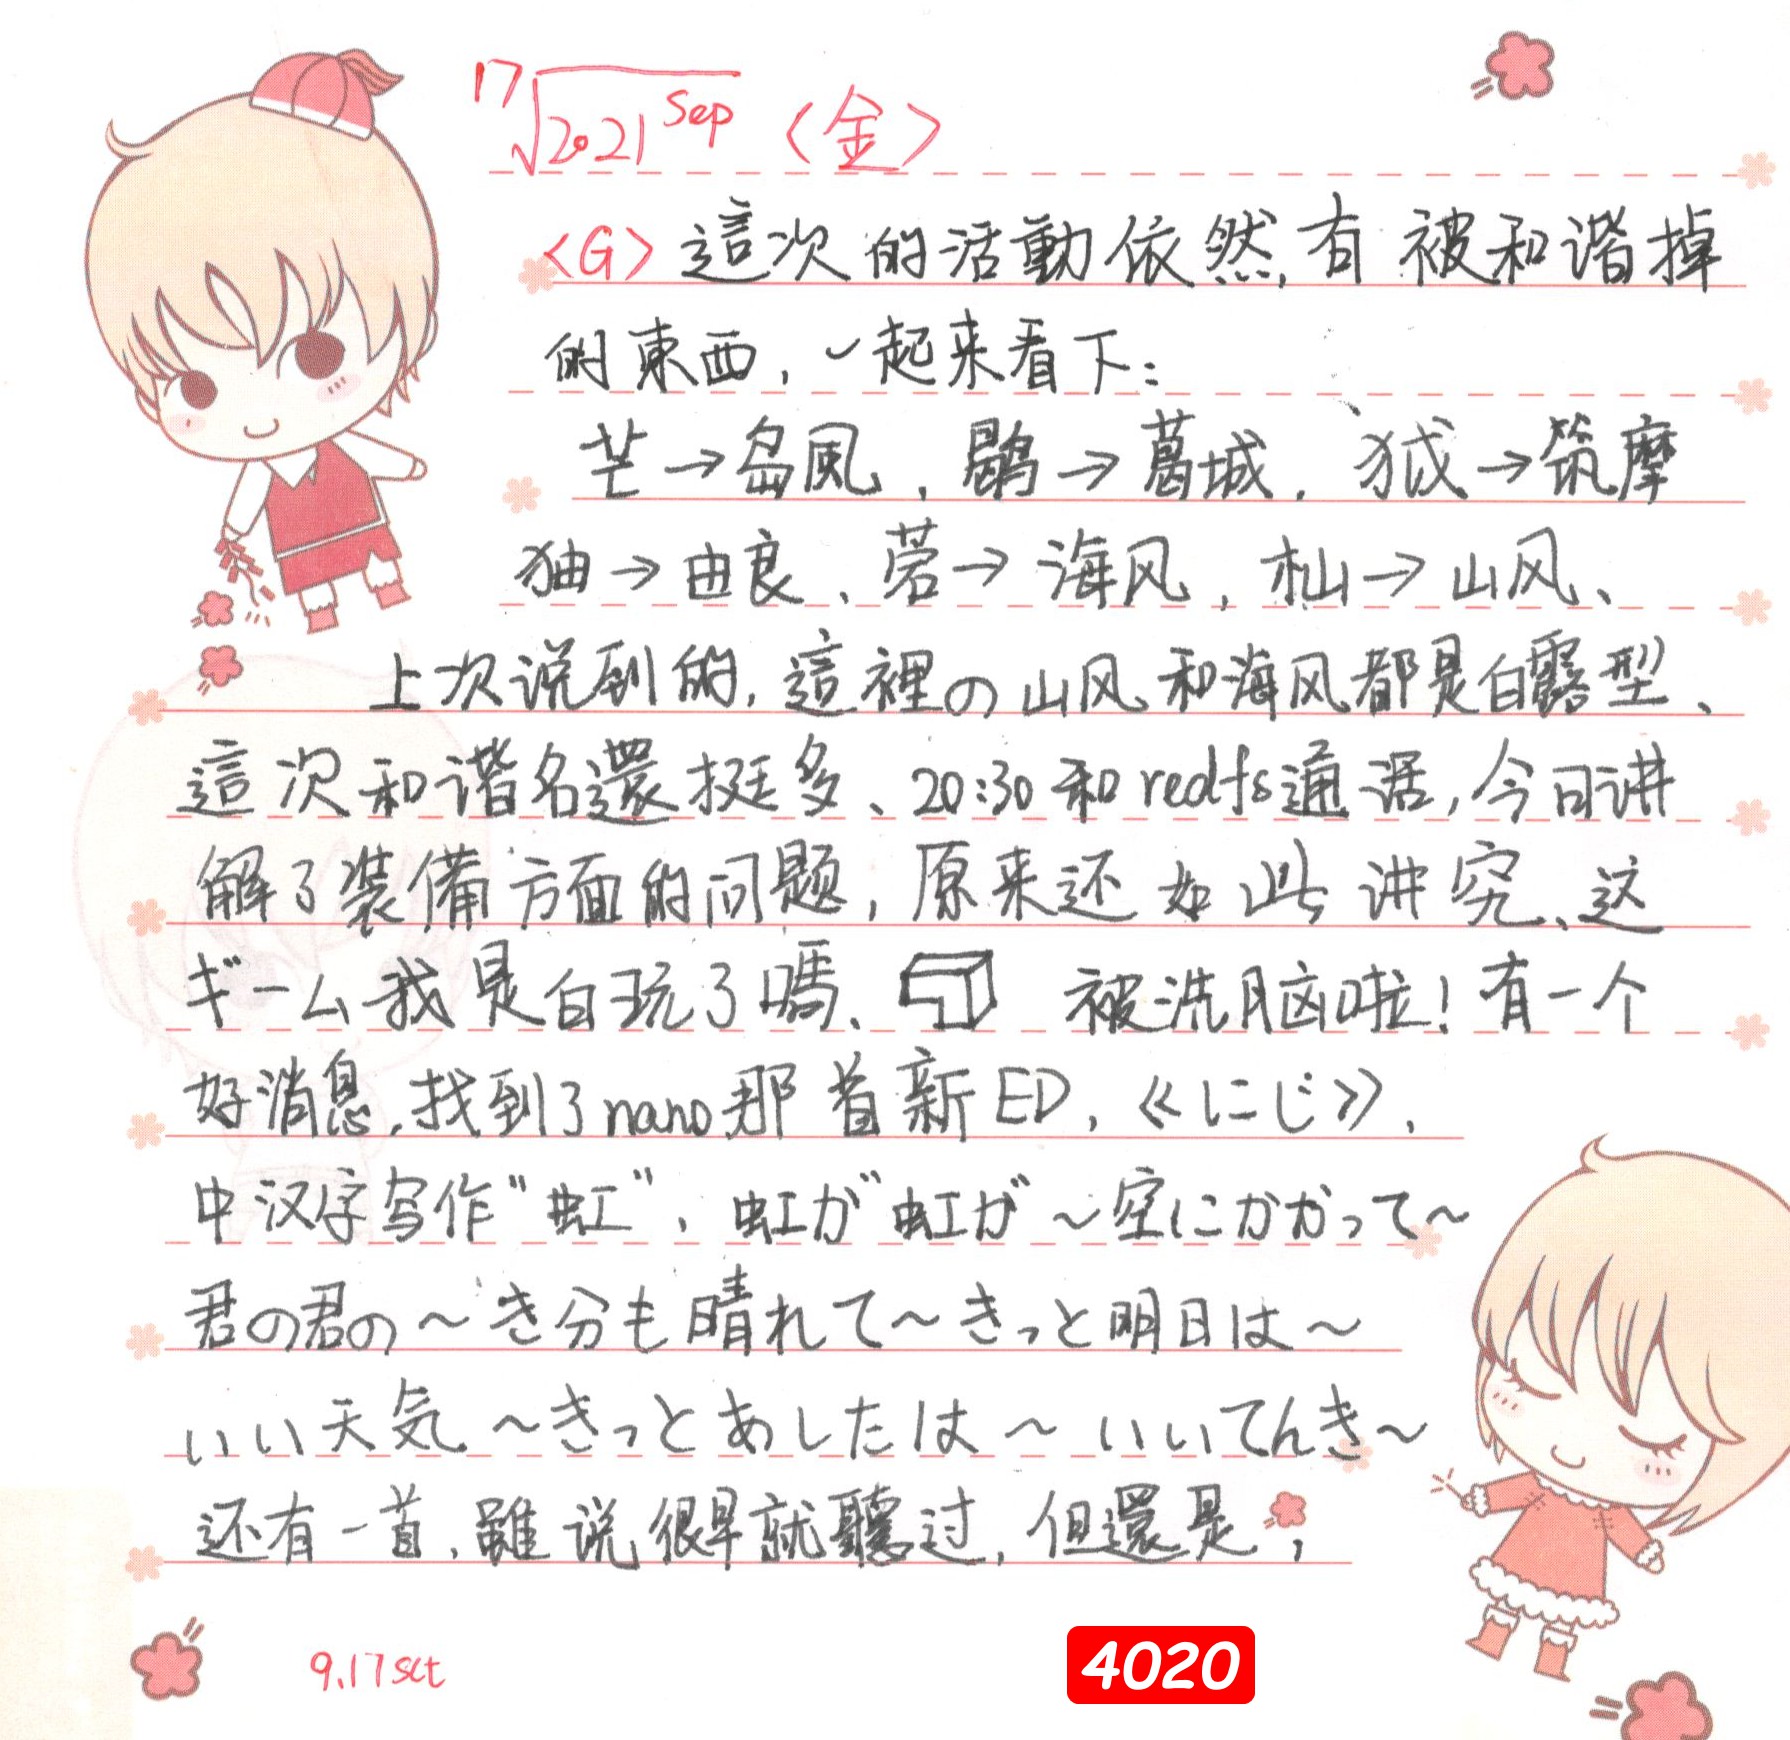 17√2021 Sep <金>
<G> 這次的活動依然有被和谐掉
的東西，一起来看下：
芒→島風，鶡→葛城，狨→筑摩
狖→由良、菪→海风，杣→山风、
上次说到的，這裡の山风和海风都是白露型、
這次和谐名還挺多、20:30和redfs通话，今日讲
解了装備方面的问题，原来还如此讲究、这
ギーム我是白玩了嗎、被洗脑啦！有一个
好消息，找到了nano那首新ED，《にじ》，
中汉字写作"虹"，虹が虹が～空にかかって～
君の君の～き分も晴れて～きっと明日は～
いい天気～きっとあしたは～いいてんき～
还有一首，雖说很早就聽过，但還是，
9.17 sct
4020